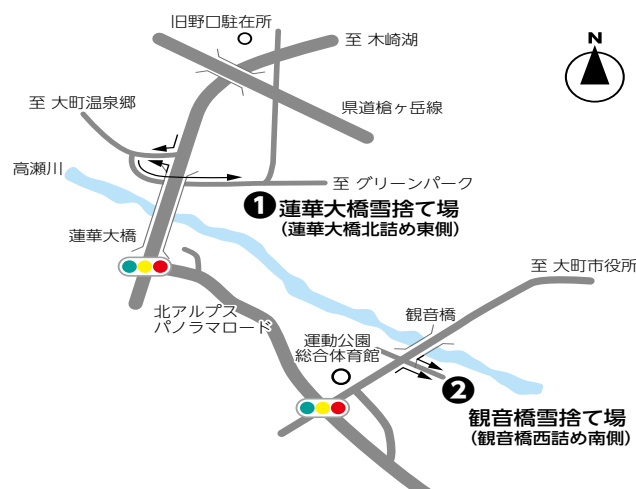 旧野口駐在所
至 木崎湖
N
至 大町温泉郷
県道槍ヶ岳線
高瀬川
至 グリーンパーク
❶ 蓮華大橋雪捨て場
(蓮華大橋北詰め東側)
蓮華大橋
至 大町市役所
北アルプス
パノラマロード
観音橋
運動公園
総合体育館
❷
観音橋雪捨て場
(観音橋西詰め南側)